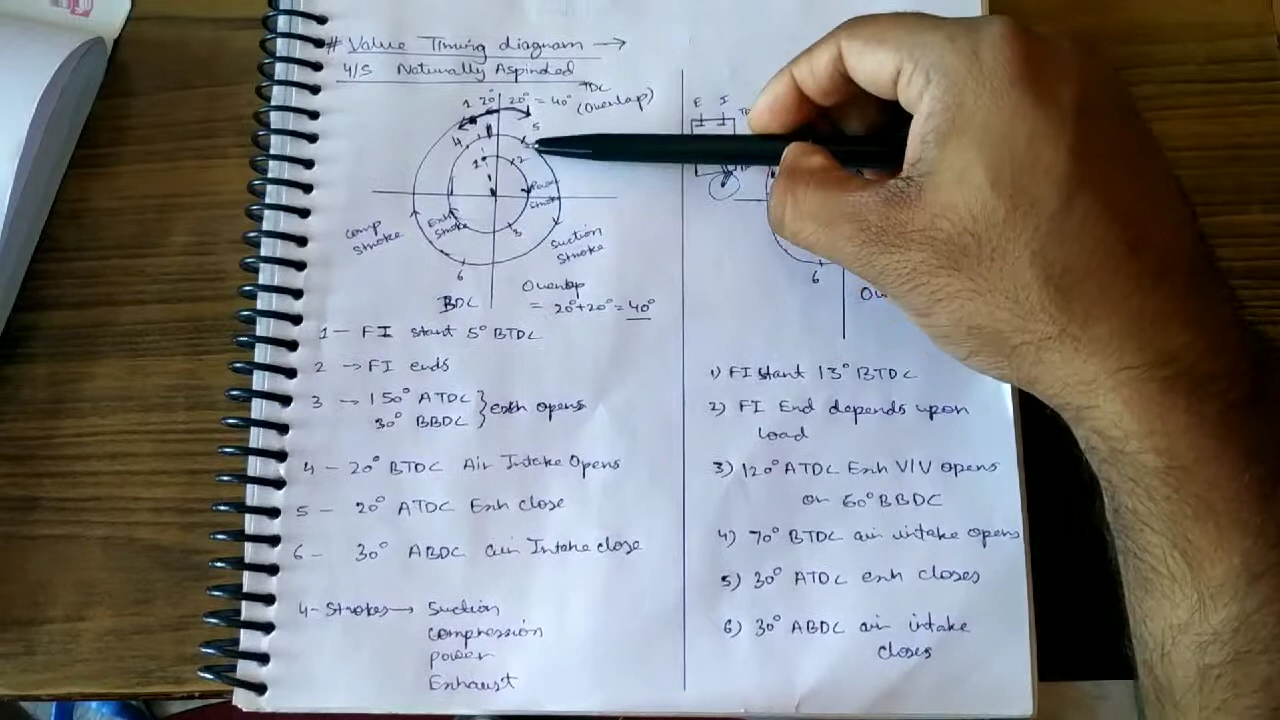 # Value Timing diagram →
4/S Naturally Aspinded
1 20° 20° = 40° TDC
(Overlap)
4
5
1
2
Power
Stroke
Exh
Stroke
3
comp
stroke
suction
stroke
6
BDC
Overlap
= 20°+20° = 40°
1 — FI start 5° BTDC
2 → FI ends
3 → 150° ATDC
30° BBDC } exh opens
4 – 20° BTDC Air Intake Opens
5 – 20° ATDC Exh close
6 – 30° ABDC air Intake close
4-Strokes → Suction
compression
power
Exhaust
E I
6
1) FI start 13° BTDC
2) FI End depends upon
load
3) 120° ATDC Exh V/V opens
or 60° BBDC
4) 70° BTDC air intake opens
5) 30° ATDC exh closes
6) 30° ABDC air intake
closes